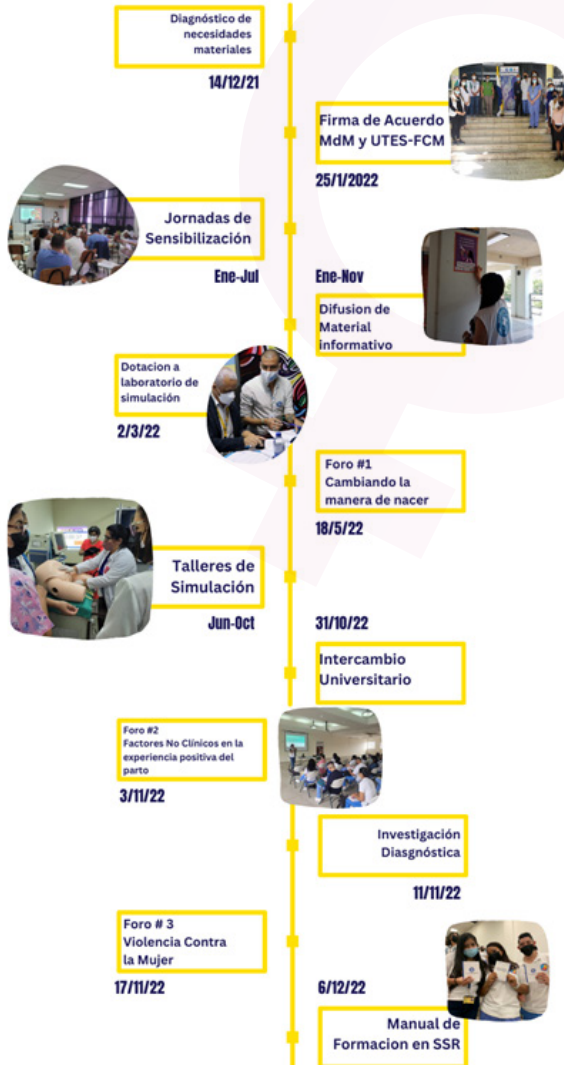 Diagnóstico de
necesidades
materiales
14/12/21
Firma de Acuerdo
MdM y UTES-FCM
25/1/2022
Jornadas de
Sensibilización
Ene-Jul
Ene-Nov
Difusion de
Material
informativo
Dotacion a
laboratorio de
simulación
2/3/22
Foro #1
Cambiando la
manera de nacer
18/5/22
Talleres de
Simulación
Jun-Oct
31/10/22
Intercambio
Universitario
Foro #2
Factores No Clínicos en la
experiencia positiva del
parto
3/11/22
Investigación
Diasgnóstica
11/11/22
Foro # 3
Violencia Contra
la Mujer
17/11/22
6/12/22
Manual de
Formacion en SSR